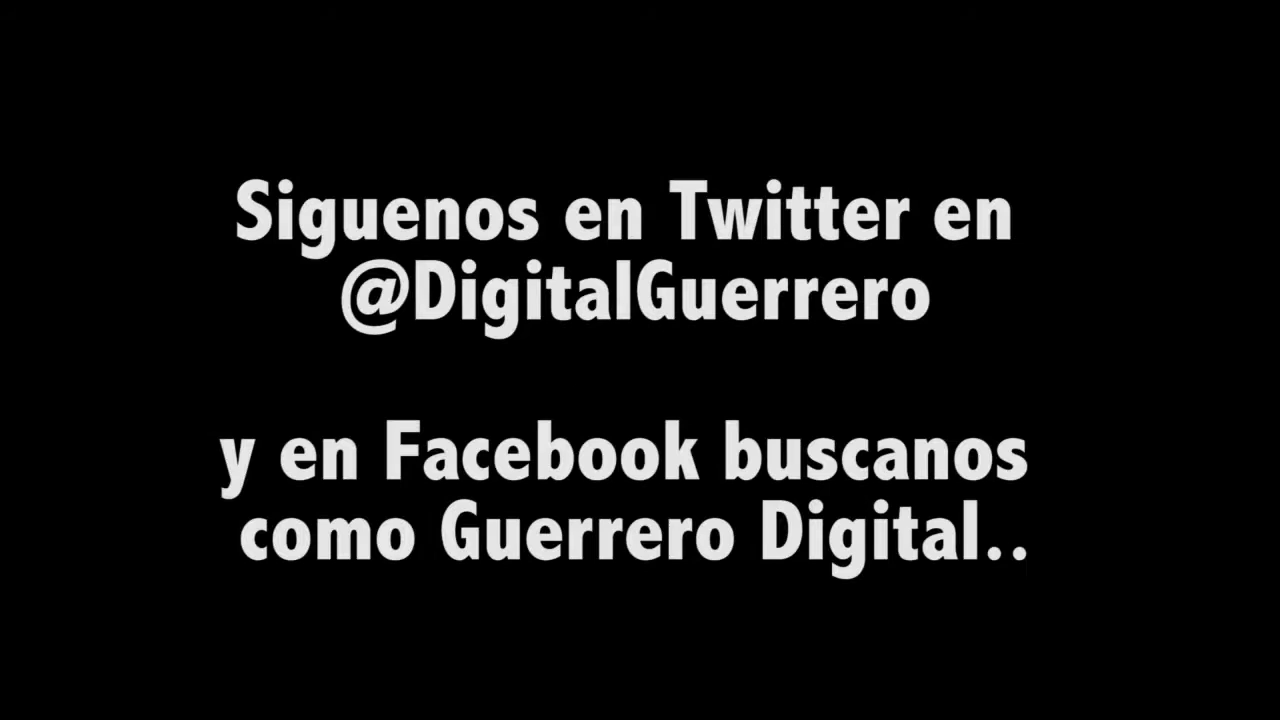 Siguenos en Twitter en
@DigitalGuerrero
y en Facebook buscanos
como Guerrero Digital..